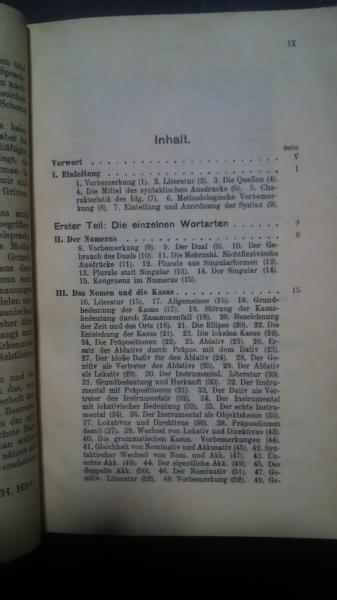 IX
Inhalt.
Seite
Vorwort . . . . . . . . . . V
I. Einleitung . . . . . . . . . . 1
1. Vorbemerkung (1). 2. Literatur (2). 3. Die Quellen (4).
4. Die Mittel des syntaktischen Ausdrucks (5). 5. Cha-
rakteristik des Idg. (7). 6. Methodologische Vorbemer-
kung (8). 7. Einteilung und Anordnung der Syntax (9).
Erster Teil: Die einzelnen Wortarten. . . . . 9
II. Der Numerus . . . . . . . . . . 9
8. Vorbemerkung (9). 9. Der Dual (9). 10. Der Ge-
brauch des Duals (10). 11. Die Mehrzahl. Nichtflexivische
Ausdrücke (11). 12. Plurale aus Singularformen (12).
13. Plurale statt Singular (13). 14. Der Singular (14).
15. Kongruenz im Numerus (15).
III. Das Nomen und die Kasus . . . . . . . 15
16. Literatur (15). 17. Allgemeines (15). 18. Grund-
bedeutung der Kasus (17). 19. Störung der Kasus-
bedeutung durch Zusammenfall (18). 20. Bezeichnung
der Zeit und des Orts (18). 21. Die Ellipse (20). 22. Die
Entstehung der Kasus (21). 23. Die lokalen Kasus (22).
24. Die Präpositionen (22). 25. Ablativ (23). 26. Er-
satz des Ablativs durch Präpos. mit dem Dativ (23).
27. Der bloße Dativ für den Ablativ (24). 28. Der Ge-
nitiv als Vertreter des Ablativs (25). 29. Der Ablativ
als Lokativ (29). 30. Der Instrumental. Literatur (30).
31. Grundbedeutung und Herkunft (30). 32. Der Instru-
mental mit Präpositionen (31). 33. Der Dativ als Ver-
treter des Instrumentals (32). 34. Der Instrumental
mit lokativischer Bedeutung (33). 35. Der echte Instru-
mental (34). 36. Der Instrumental als Objektskasus (35).
37. Lokativus und Direktivus (36). 38. Präpositionen
damit (37). 39. Wechsel von Lokativ und Direktivus (43).
40. Die grammatischen Kasus. Vorbemerkungen (44).
41. Gleichheit von Nominativ und Akkusativ (45). 42. Syn-
taktischer Wechsel von Nom. und Akk. (47). 43. Un-
echte Akk. (49). 44. Der eigentliche Akk. (49). 45. Der
doppelte Akk. (50). 46. Der Nominativ (51). 47. Ge-
nitiv. Literatur (52). 48. Vorbemerkung (52). 49. Ge-
H. Hirt